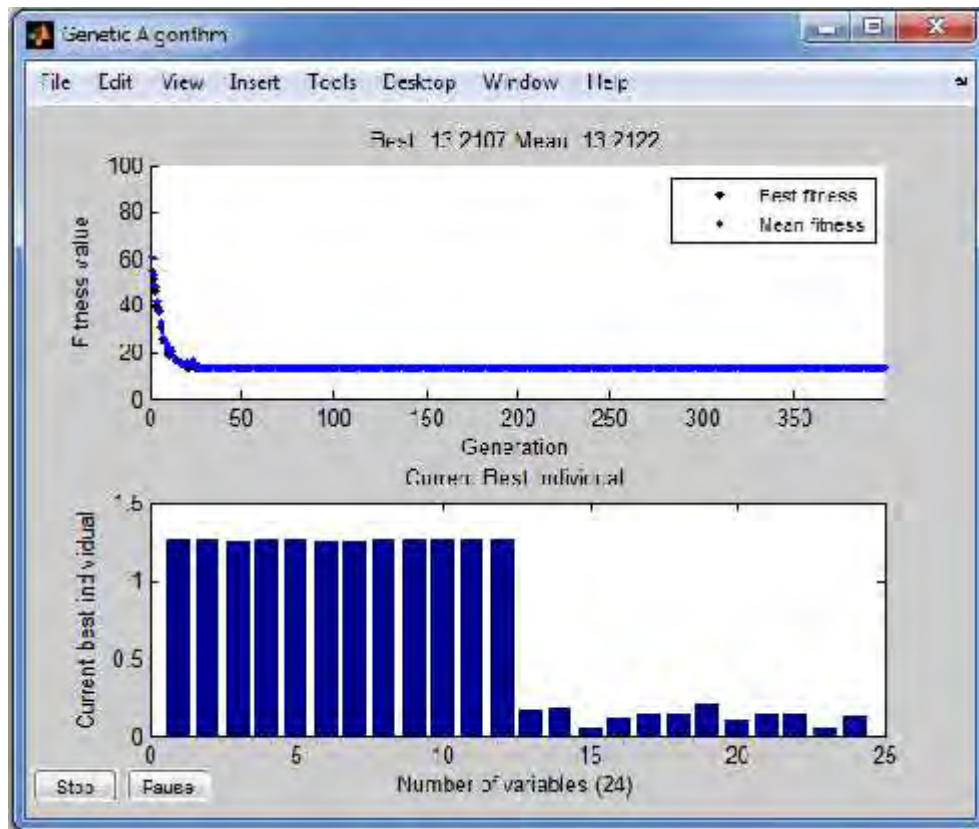 Genetic Algorithm
File Edit View Insert Tools Desktop Window Help
Best: 13.2107 Mean: 13.2122
100
80
60
40
20
0
Fitness value
Best fitness
Mean fitness
0 50 100 150 200 250 300 350
Generation
Current Best Individual
1.5
1
0.5
0
Current best individual
0 5 10 15 20 25
Number of variables (24)
Stop Pause